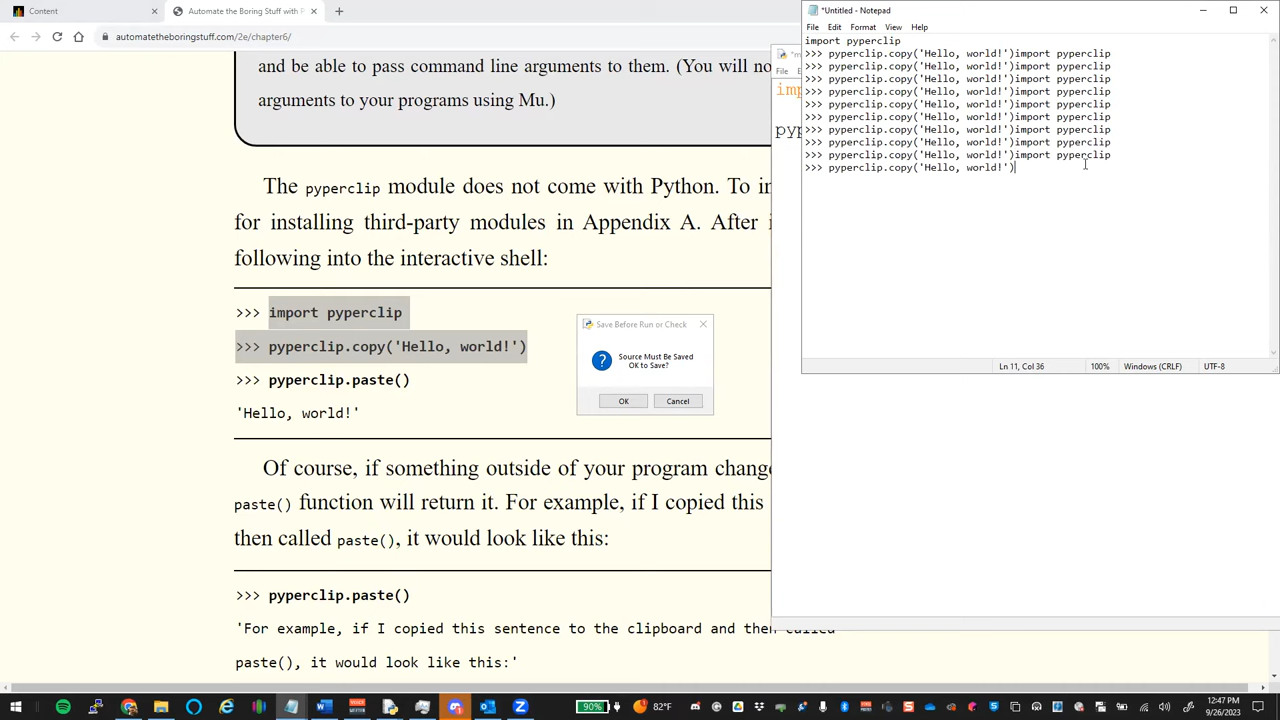 Content
Automate the Boring Stuff with P
automatetheboringstuff.com/2e/chapter6/
and be able to pass command line arguments to them. (You will no
arguments to your programs using Mu.)
The pyperclip module does not come with Python. To in
for installing third-party modules in Appendix A. After i
following into the interactive shell:
>>> import pyperclip
>>> pyperclip.copy('Hello, world!')
>>> pyperclip.paste()
'Hello, world!'
Of course, if something outside of your program change
paste() function will return it. For example, if I copied this
then called paste(), it would look like this:
>>> pyperclip.paste()
'For example, if I copied this sentence to the clipboard and then called
paste(), it would look like this:'
Save Before Run or Check
Source Must Be Saved
OK to Save?
OK Cancel
File
imp
pyp
*Untitled - Notepad
File Edit Format View Help
import pyperclip
>>> pyperclip.copy('Hello, world!')import pyperclip
>>> pyperclip.copy('Hello, world!')import pyperclip
>>> pyperclip.copy('Hello, world!')import pyperclip
>>> pyperclip.copy('Hello, world!')import pyperclip
>>> pyperclip.copy('Hello, world!')import pyperclip
>>> pyperclip.copy('Hello, world!')import pyperclip
>>> pyperclip.copy('Hello, world!')import pyperclip
>>> pyperclip.copy('Hello, world!')import pyperclip
>>> pyperclip.copy('Hello, world!')import pyperclip
>>> pyperclip.copy('Hello, world!')
Ln 11, Col 36 100% Windows (CRLF) UTF-8
90% 82°F
12:47 PM
9/26/2023